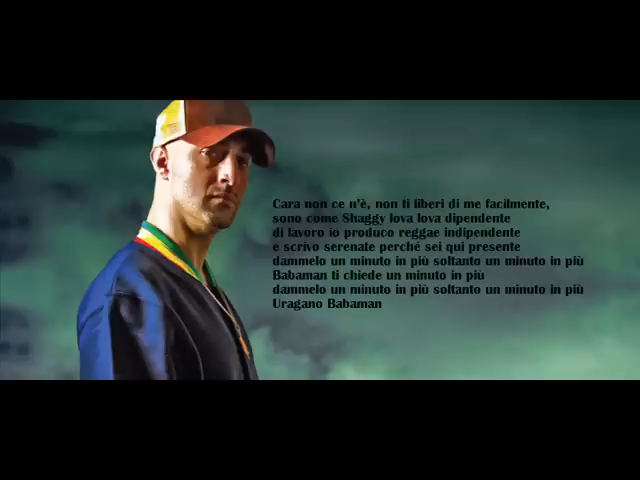 Cara non ce n'è, non ti liberi di me facilmente,
sono come Shaggy lova lova dipendente
di lavoro io produco reggae indipendente
e scrivo serenate perché sei qui presente
dammelo un minuto in più soltanto un minuto in più
Babaman ti chiede un minuto in più
dammelo un minuto in più soltanto un minuto in più
Uragano Babaman